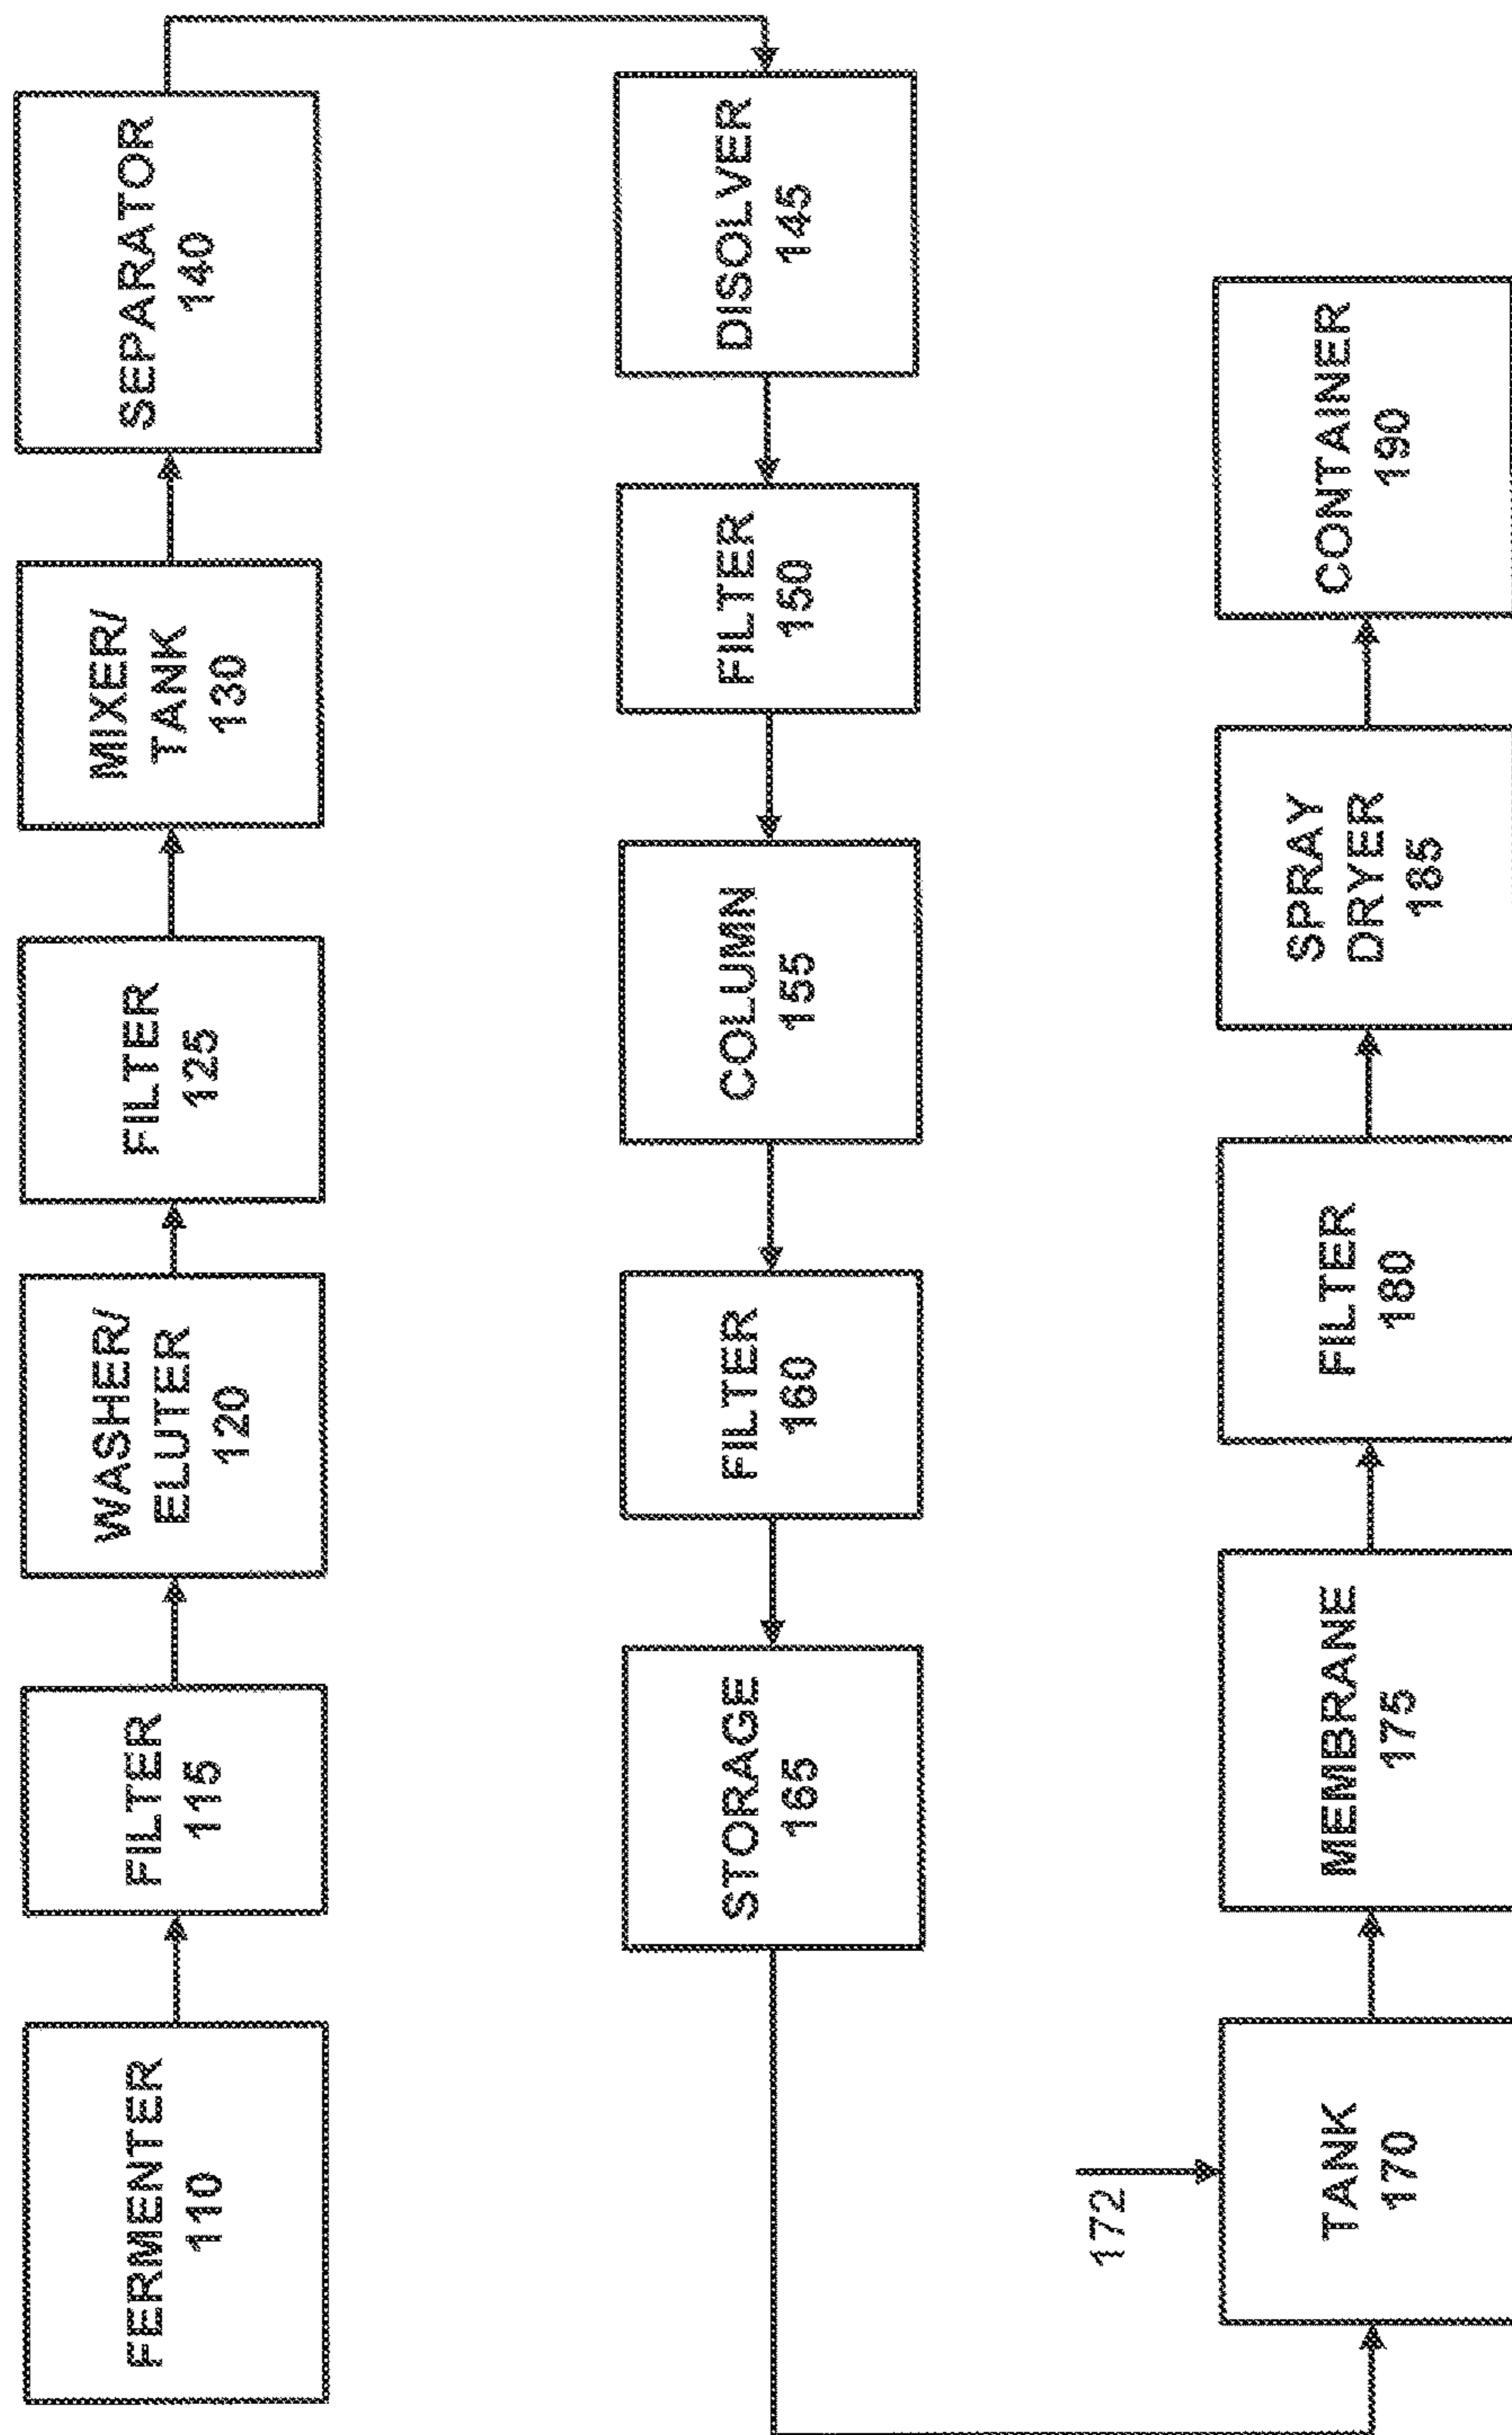 FERMENTER
110
FILTER
115
WASHER/
ELUTER
120
FILTER
125
MIXER/
TANK
130
SEPARATOR
140
DISOLVER
145
FILTER
150
COLUMN
155
FILTER
160
STORAGE
165
172
TANK
170
MEMBRANE
175
FILTER
180
SPRAY
DRYER
185
CONTAINER
190